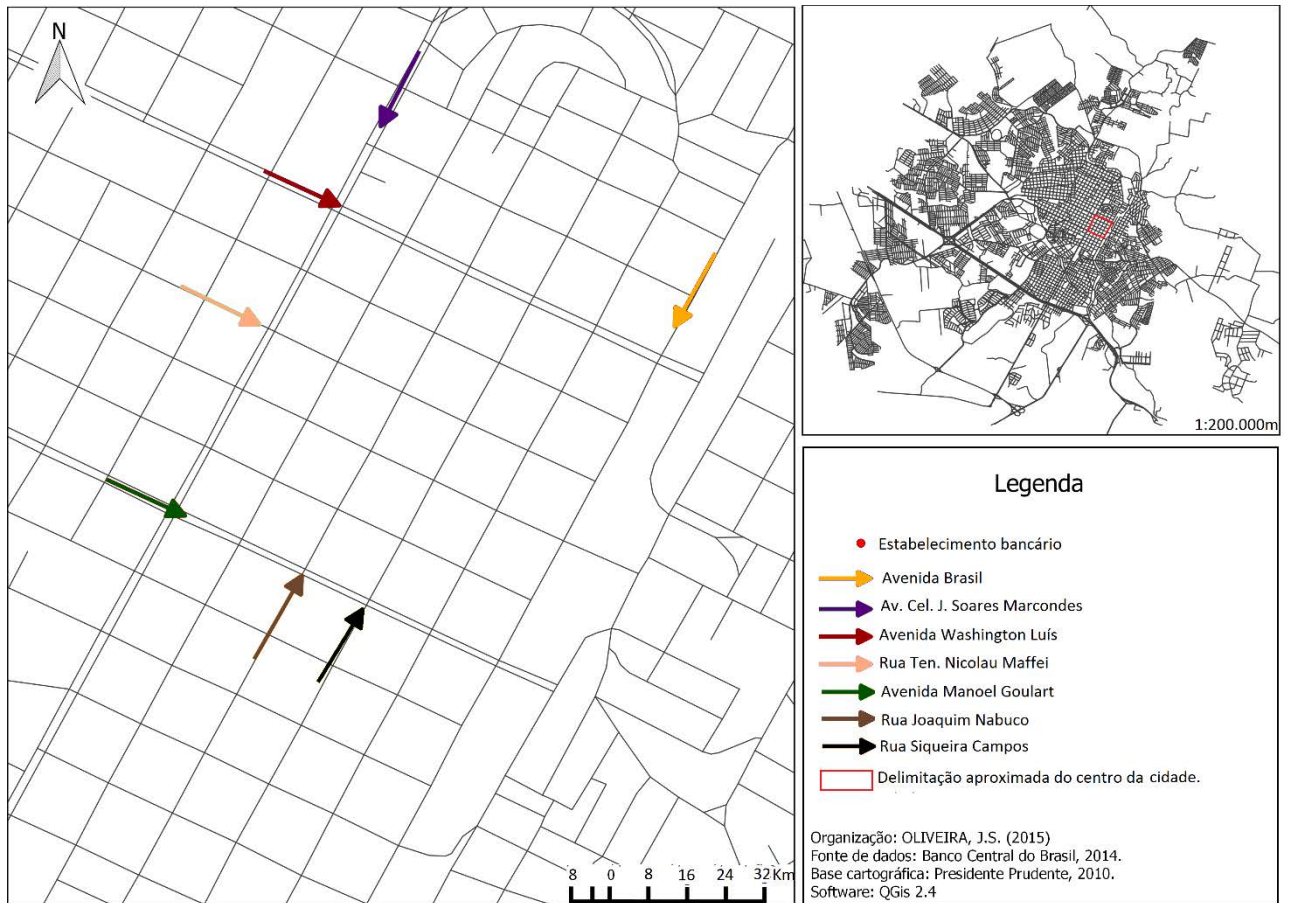 N
8 0 8 16 24 32Km
1:200.000m
Legenda
Estabelecimento bancário
Avenida Brasil
Av. Cel. J. Soares Marcondes
Avenida Washington Luís
Rua Ten. Nicolau Maffei
Avenida Manoel Goulart
Rua Joaquim Nabuco
Rua Siqueira Campos
Delimitação aproximada do centro da cidade.
Organização: OLIVEIRA, J.S. (2015)
Fonte de dados: Banco Central do Brasil, 2014.
Base cartográfica: Presidente Prudente, 2010.
Software: QGis 2.4